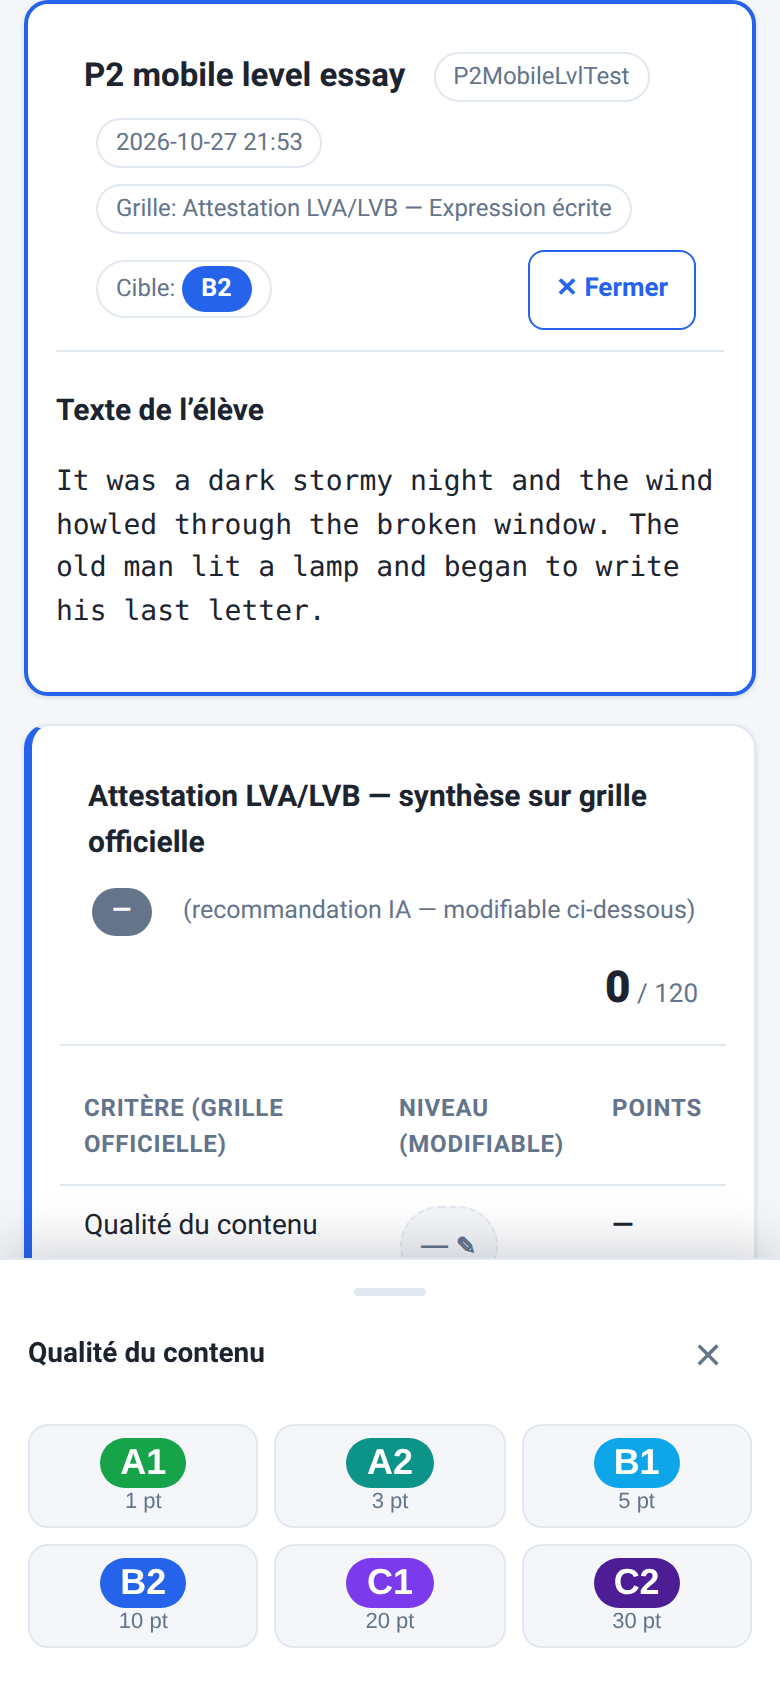 P2 mobile level essay P2MobileLvlTest
2026-10-27 21:53
Grille: Attestation LVA/LVB — Expression écrite
Cible: B2 ✕ Fermer
Texte de l’élève
It was a dark stormy night and the wind
howled through the broken window. The
old man lit a lamp and began to write
his last letter.
Attestation LVA/LVB — synthèse sur grille
officielle
— (recommandation IA — modifiable ci-dessous)
0 / 120
CRITÈRE (GRILLE OFFICIELLE) NIVEAU (MODIFIABLE) POINTS
Qualité du contenu — ✎ —
Qualité du contenu ✕
A1 A2 B1
1 pt 3 pt 5 pt
B2 C1 C2
10 pt 20 pt 30 pt